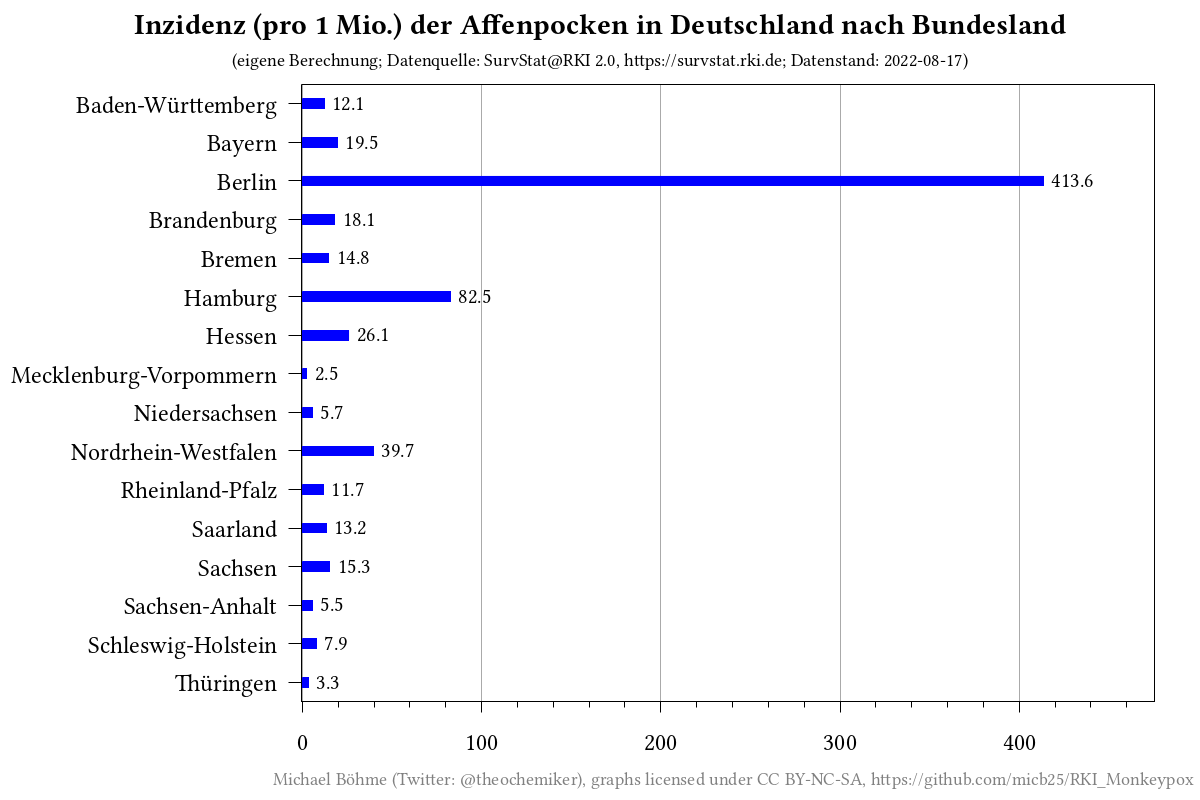 Inzidenz (pro 1 Mio.) der Affenpocken in Deutschland nach Bundesland
(eigene Berechnung; Datenquelle: SurvStat@RKI 2.0, https://survstat.rki.de; Datenstand: 2022-08-17)
Baden-Württemberg 12.1
Bayern 19.5
Berlin 413.6
Brandenburg 18.1
Bremen 14.8
Hamburg 82.5
Hessen 26.1
Mecklenburg-Vorpommern 2.5
Niedersachsen 5.7
Nordrhein-Westfalen 39.7
Rheinland-Pfalz 11.7
Saarland 13.2
Sachsen 15.3
Sachsen-Anhalt 5.5
Schleswig-Holstein 7.9
Thüringen 3.3
0 100 200 300 400
Michael Böhme (Twitter: @theochemiker), graphs licensed under CC BY-NC-SA, https://github.com/micb25/RKI_Monkeypox